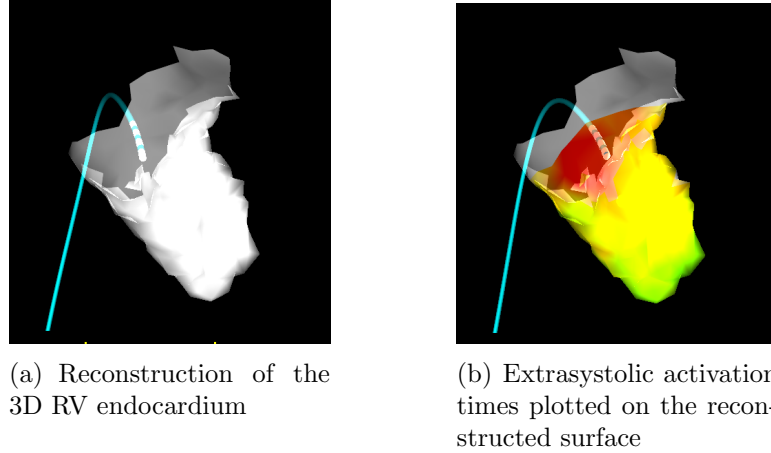 (a) Reconstruction of the
3D RV endocardium
(b) Extrasystolic activation
times plotted on the recon-
structed surface